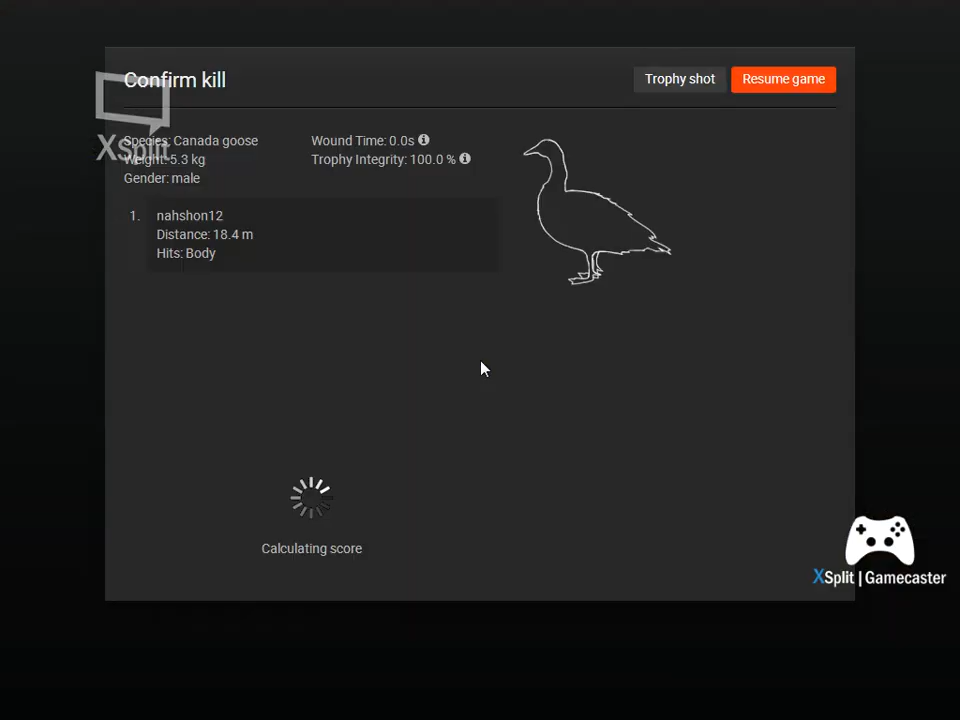 Confirm kill
Trophy shot
Resume game
XSplit
Species: Canada goose
Weight: 5.3 kg
Gender: male
Wound Time: 0.0s
Trophy Integrity: 100.0 %
1.
nahshon12
Distance: 18.4 m
Hits: Body
Calculating score
XSplit | Gamecaster